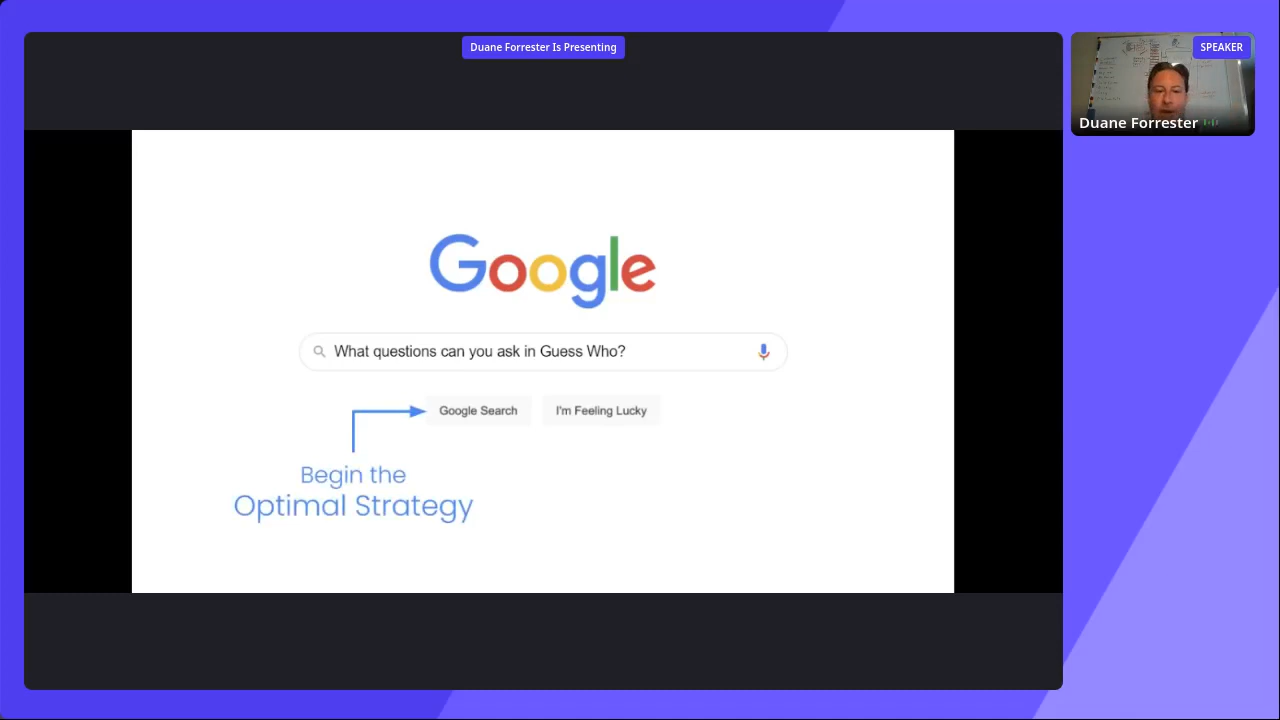 Duane Forrester Is Presenting
SPEAKER
Duane Forrester
Google
What questions can you ask in Guess Who?
Google Search
I'm Feeling Lucky
Begin the
Optimal Strategy